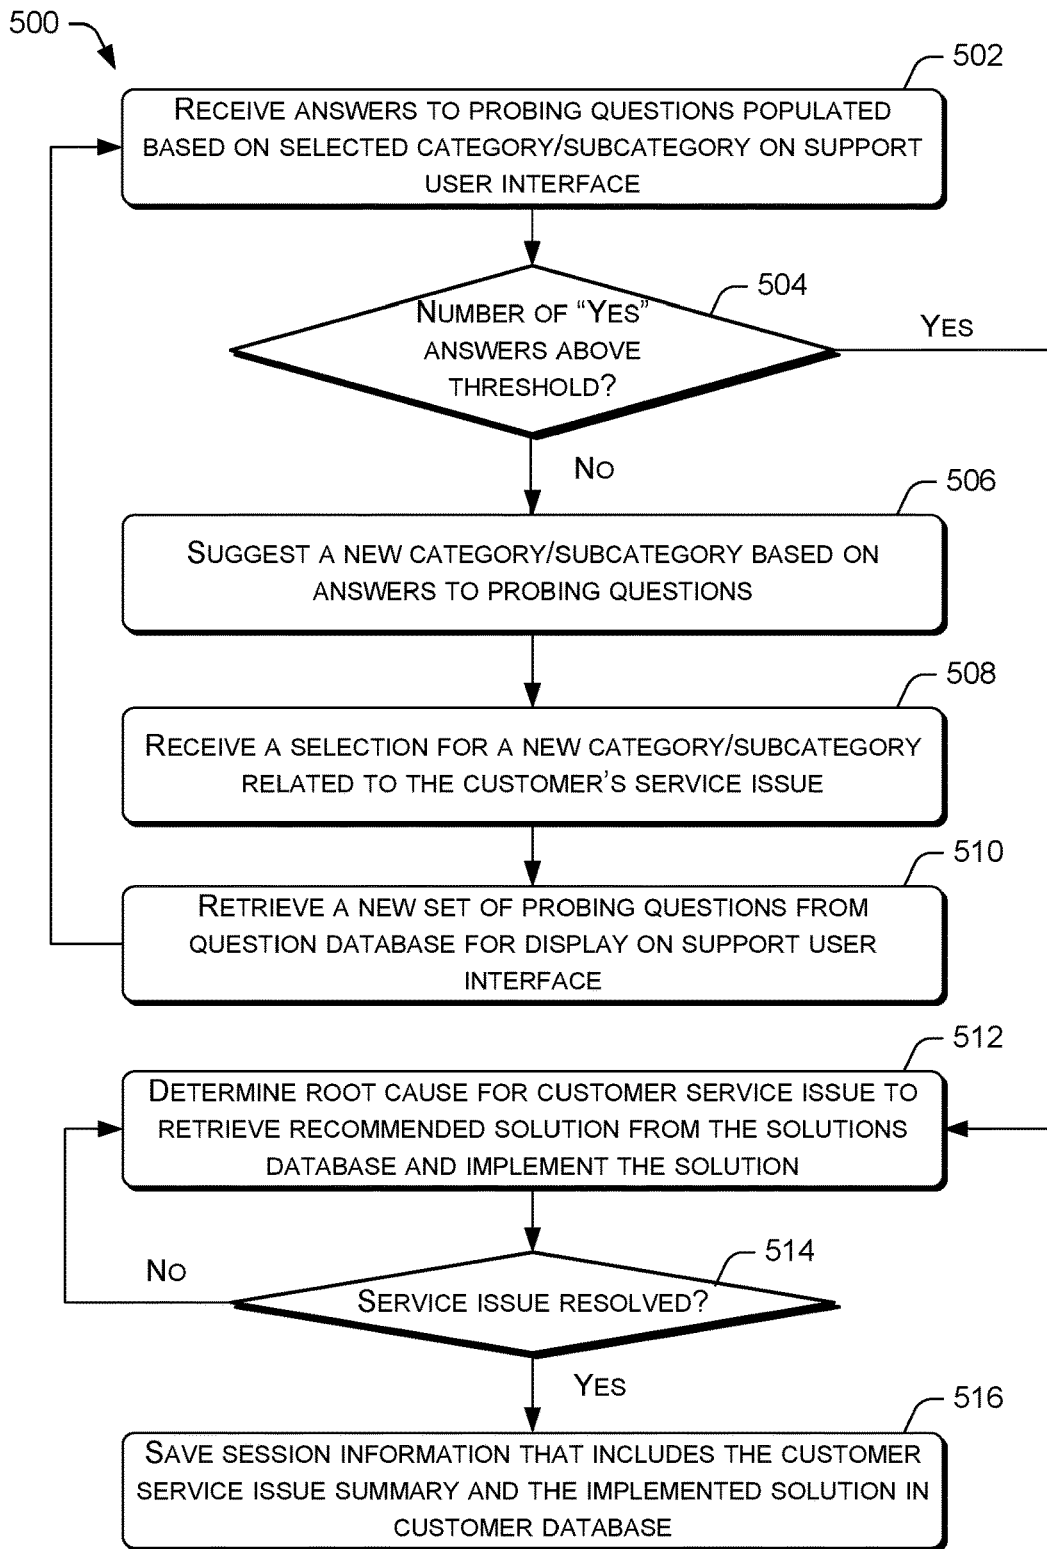 500
502
RECEIVE ANSWERS TO PROBING QUESTIONS POPULATED
BASED ON SELECTED CATEGORY/SUBCATEGORY ON SUPPORT
USER INTERFACE
504
NUMBER OF “YES”
ANSWERS ABOVE
THRESHOLD?
YES
NO
506
SUGGEST A NEW CATEGORY/SUBCATEGORY BASED ON
ANSWERS TO PROBING QUESTIONS
508
RECEIVE A SELECTION FOR A NEW CATEGORY/SUBCATEGORY
RELATED TO THE CUSTOMER’S SERVICE ISSUE
510
RETRIEVE A NEW SET OF PROBING QUESTIONS FROM
QUESTION DATABASE FOR DISPLAY ON SUPPORT USER
INTERFACE
512
DETERMINE ROOT CAUSE FOR CUSTOMER SERVICE ISSUE TO
RETRIEVE RECOMMENDED SOLUTION FROM THE SOLUTIONS
DATABASE AND IMPLEMENT THE SOLUTION
514
NO
SERVICE ISSUE RESOLVED?
YES
516
SAVE SESSION INFORMATION THAT INCLUDES THE CUSTOMER
SERVICE ISSUE SUMMARY AND THE IMPLEMENTED SOLUTION IN
CUSTOMER DATABASE